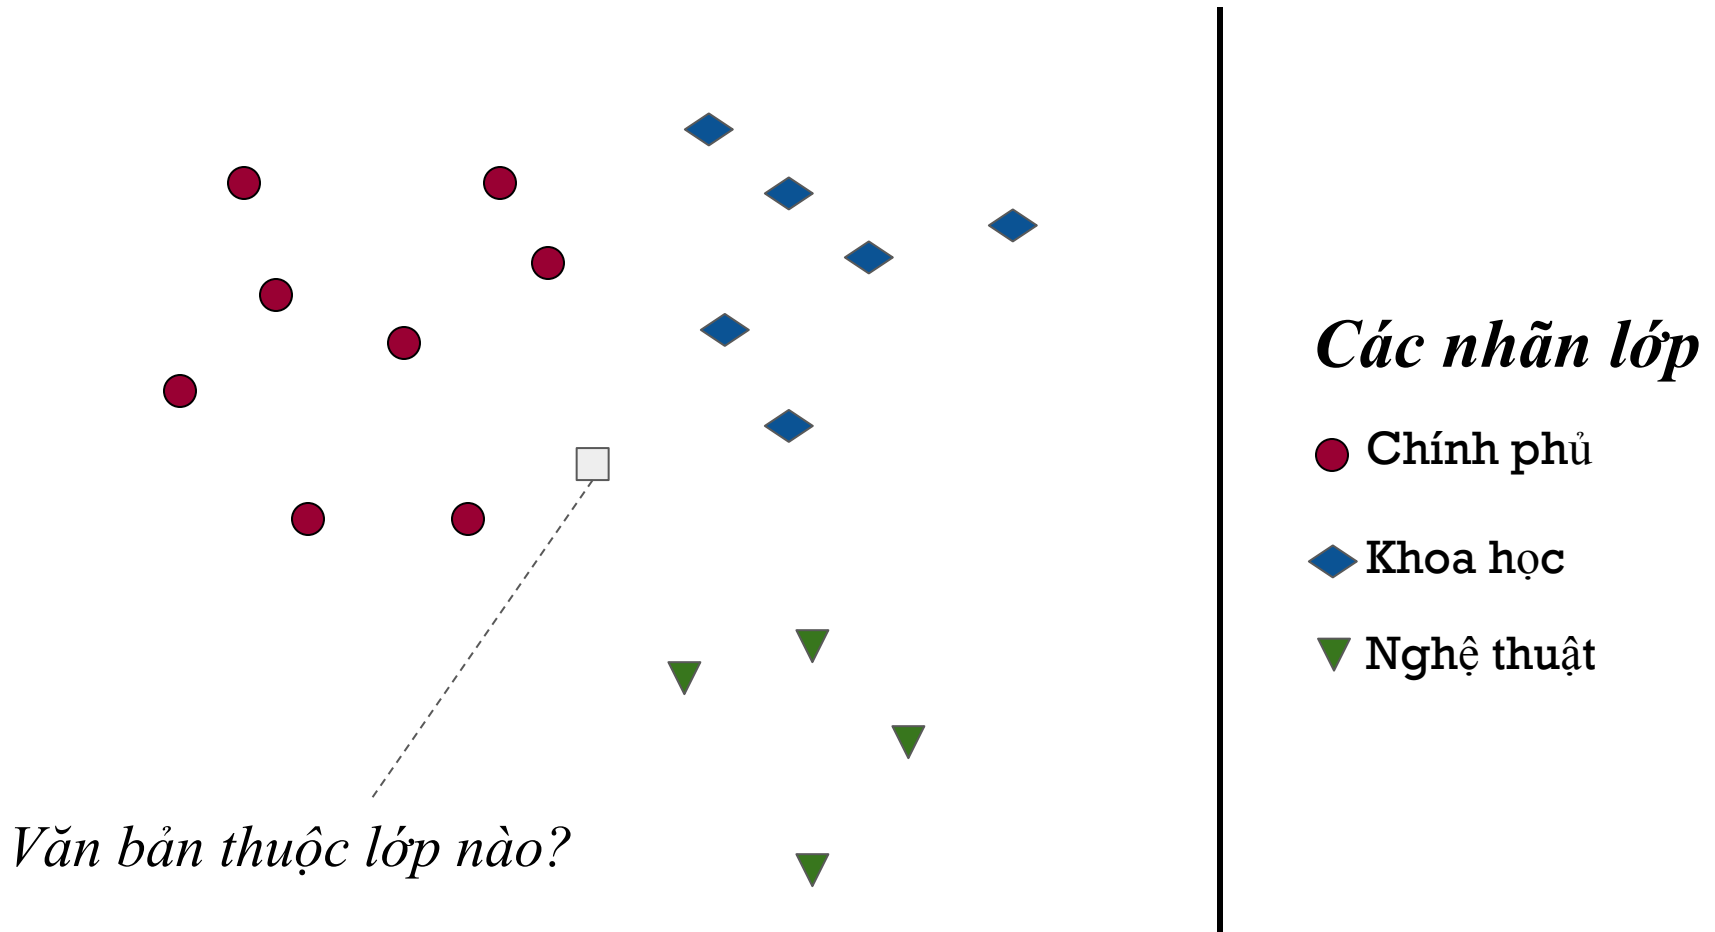 Các nhãn lớp
Chính phủ
Khoa học
Nghệ thuật
Văn bản thuộc lớp nào?